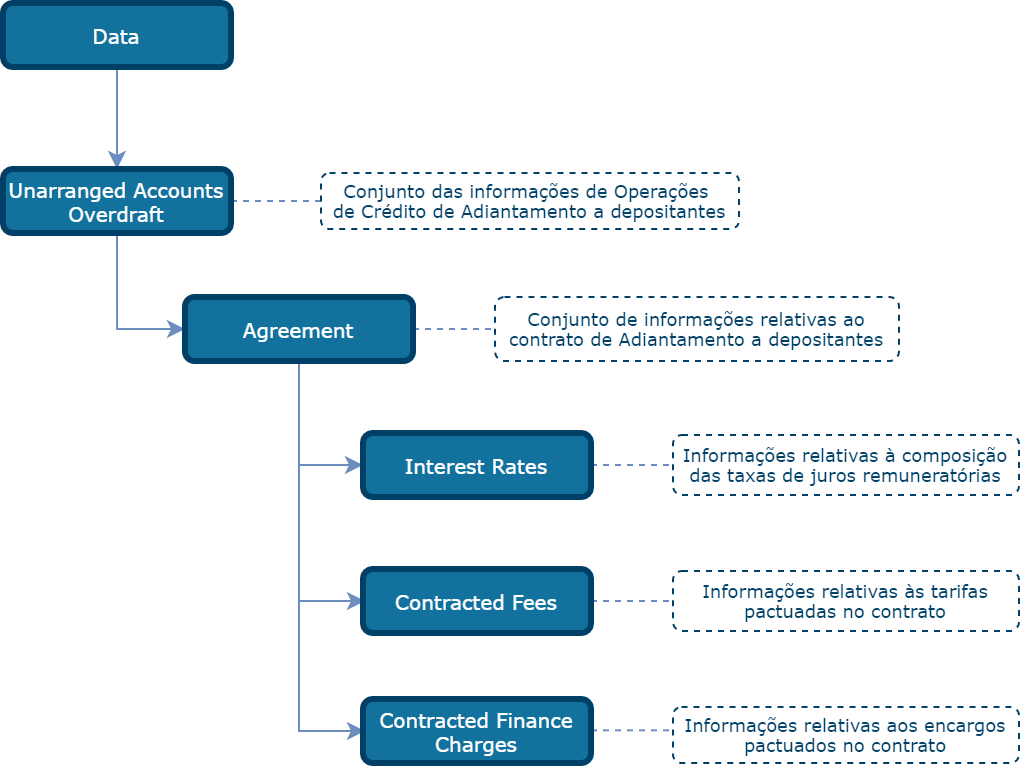 Data
Unarranged Accounts
Overdraft
Conjunto das informações de Operações
de Crédito de Adiantamento a depositantes
Agreement
Conjunto de informações relativas ao
contrato de Adiantamento a depositantes
Interest Rates
Informações relativas à composição
das taxas de juros remuneratórias
Contracted Fees
Informações relativas às tarifas
pactuadas no contrato
Contracted Finance
Charges
Informações relativas aos encargos
pactuados no contrato